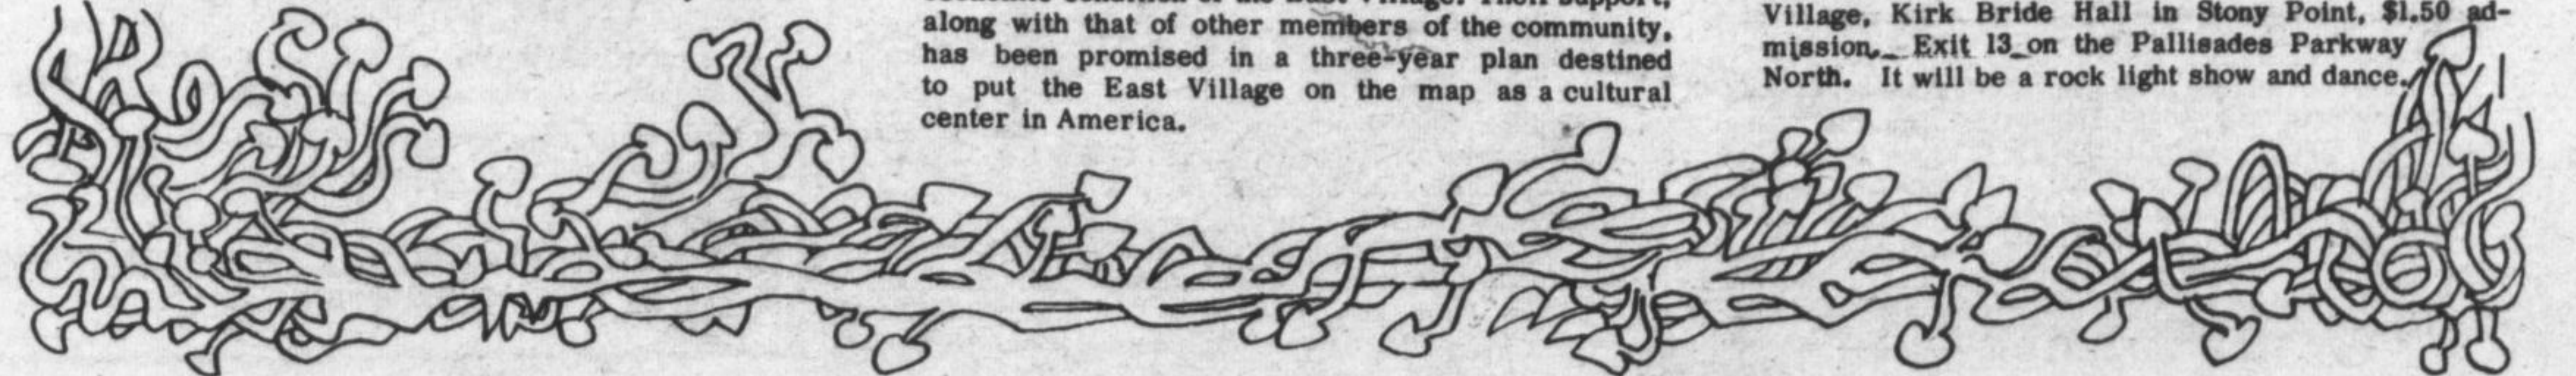 along with that of other members of the community,
has been promised in a three-year plan destined
to put the East Village on the map as a cultural
center in America.
Village, Kirk Bride Hall in Stony Point, $1.50 ad-
mission. Exit 13 on the Pallisades Parkway
North. It will be a rock light show and dance.